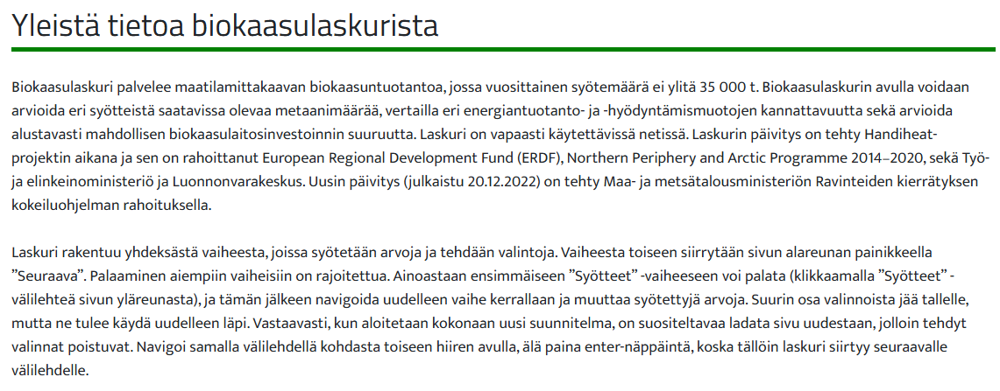 Yleistä tietoa biokaasulaskurista
Biokaasulaskuri palvelee maatilamittakaavan biokaasuntuotantoa, jossa vuosittainen syötemäärä ei ylitä 35 000 t. Biokaasulaskurin avulla voidaan
arvioida eri syötteistä saatavissa olevaa metaanimäärää, vertailla eri energiantuotanto- ja -hyödyntämismuotojen kannattavuutta sekä arvioida
alustavasti mahdollisen biokaasulaitosinvestoinnin suuruutta. Laskuri on vapaasti käytettävissä netissä. Laskurin päivitys on tehty Handiheat-
projektin aikana ja sen on rahoittanut European Regional Development Fund (ERDF), Northern Periphery and Arctic Programme 2014–2020, sekä Työ-
ja elinkeinoministeriö ja Luonnonvarakeskus. Uusin päivitys (julkaistu 20.12.2022) on tehty Maa- ja metsätalousministeriön Ravinteiden kierrätyksen
kokeiluohjelman rahoituksella.
Laskuri rakentuu yhdeksästä vaiheesta, joissa syötetään arvoja ja tehdään valintoja. Vaiheesta toiseen siirrytään sivun alareunan painikkeella
”Seuraava”. Palaaminen aiempiin vaiheisiin on rajoitettua. Ainoastaan ensimmäiseen ”Syötteet” -vaiheeseen voi palata (klikkaamalla ”Syötteet” -
välilehteä sivun yläreunasta), ja tämän jälkeen navigoida uudelleen vaihe kerrallaan ja muuttaa syötettyjä arvoja. Suurin osa valinnoista jää tallelle,
mutta ne tulee käydä uudelleen läpi. Vastaavasti, kun aloitetaan kokonaan uusi suunnitelma, on suositeltavaa ladata sivu uudestaan, jolloin tehdyt
valinnat poistuvat. Navigoi samalla välilehdellä kohdasta toiseen hiiren avulla, älä paina enter-näppäintä, koska tällöin laskuri siirtyy seuraavalle
välilehdelle.